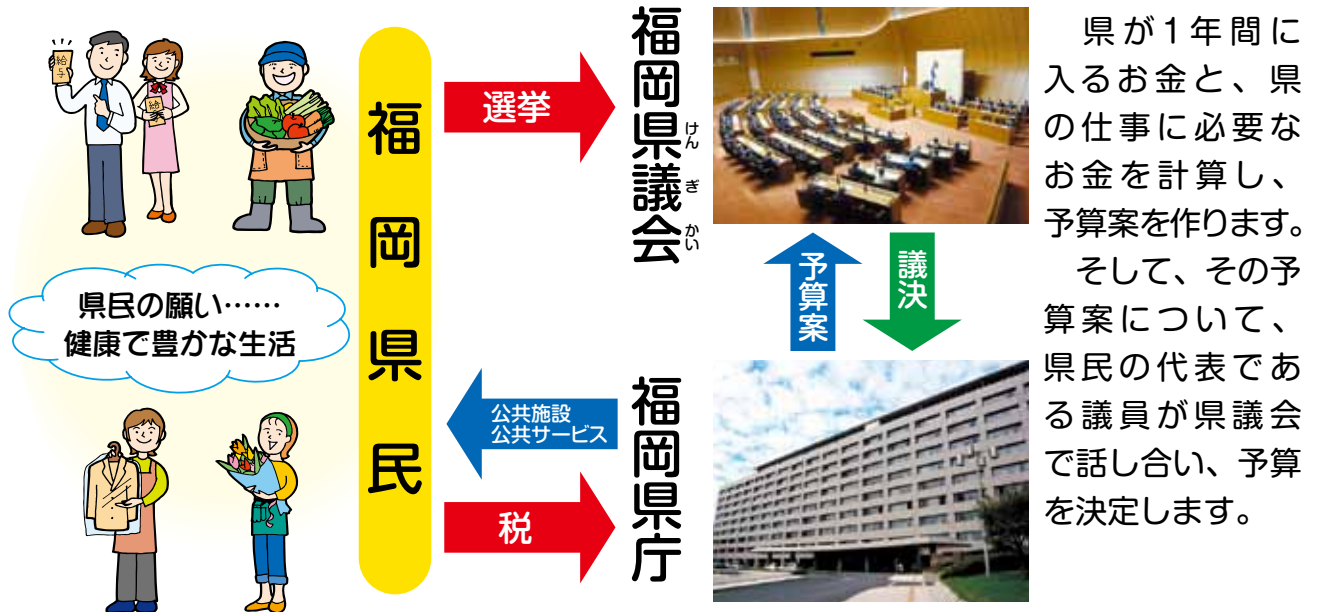 給与
給
県民の願い……
健康で豊かな生活
福岡県民
選挙
公共施設
公共サービス
税
福岡県議会
けん
ぎ
かい
予算案
議決
福岡県庁
県が1年間に
入るお金と、県
の仕事に必要な
お金を計算し、
予算案を作ります。
そして、その予
算案について、
県民の代表であ
る議員が県議会
で話し合い、予算
を決定します。